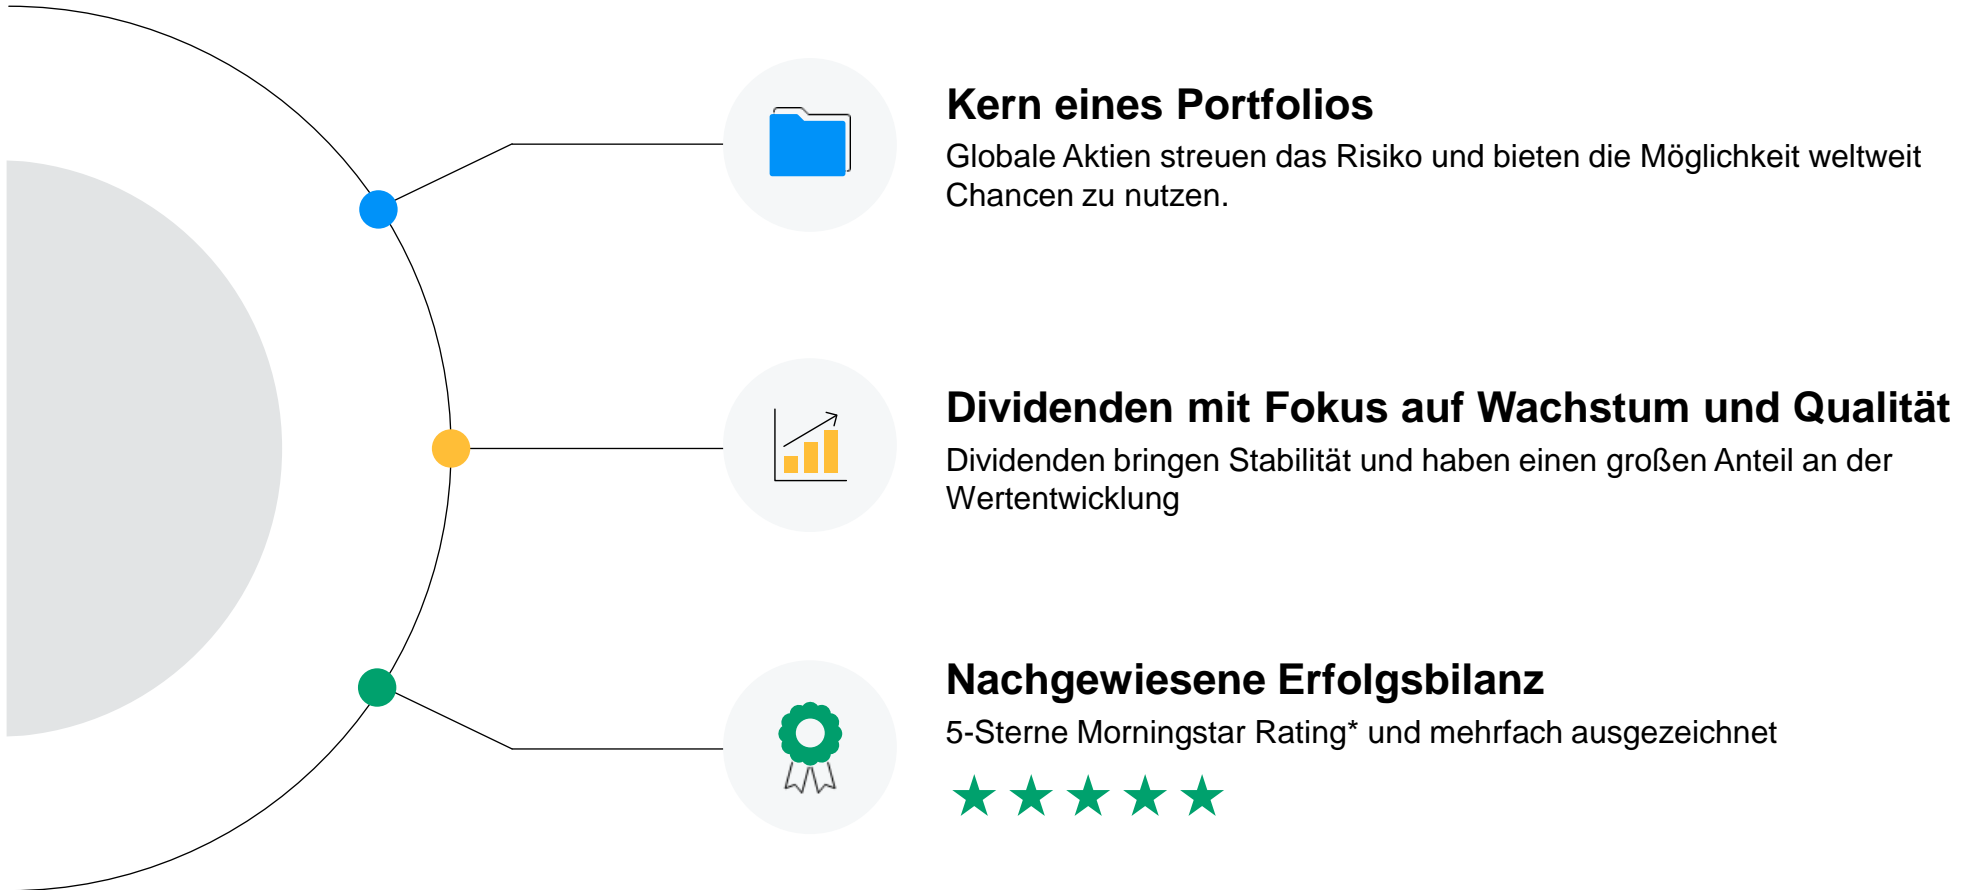 Kern eines Portfolios
Globale Aktien streuen das Risiko und bieten die Möglichkeit weltweit
Chancen zu nutzen.
Dividenden mit Fokus auf Wachstum und Qualität
Dividenden bringen Stabilität und haben einen großen Anteil an der
Wertentwicklung
Nachgewiesene Erfolgsbilanz
5-Sterne Morningstar Rating* und mehrfach ausgezeichnet